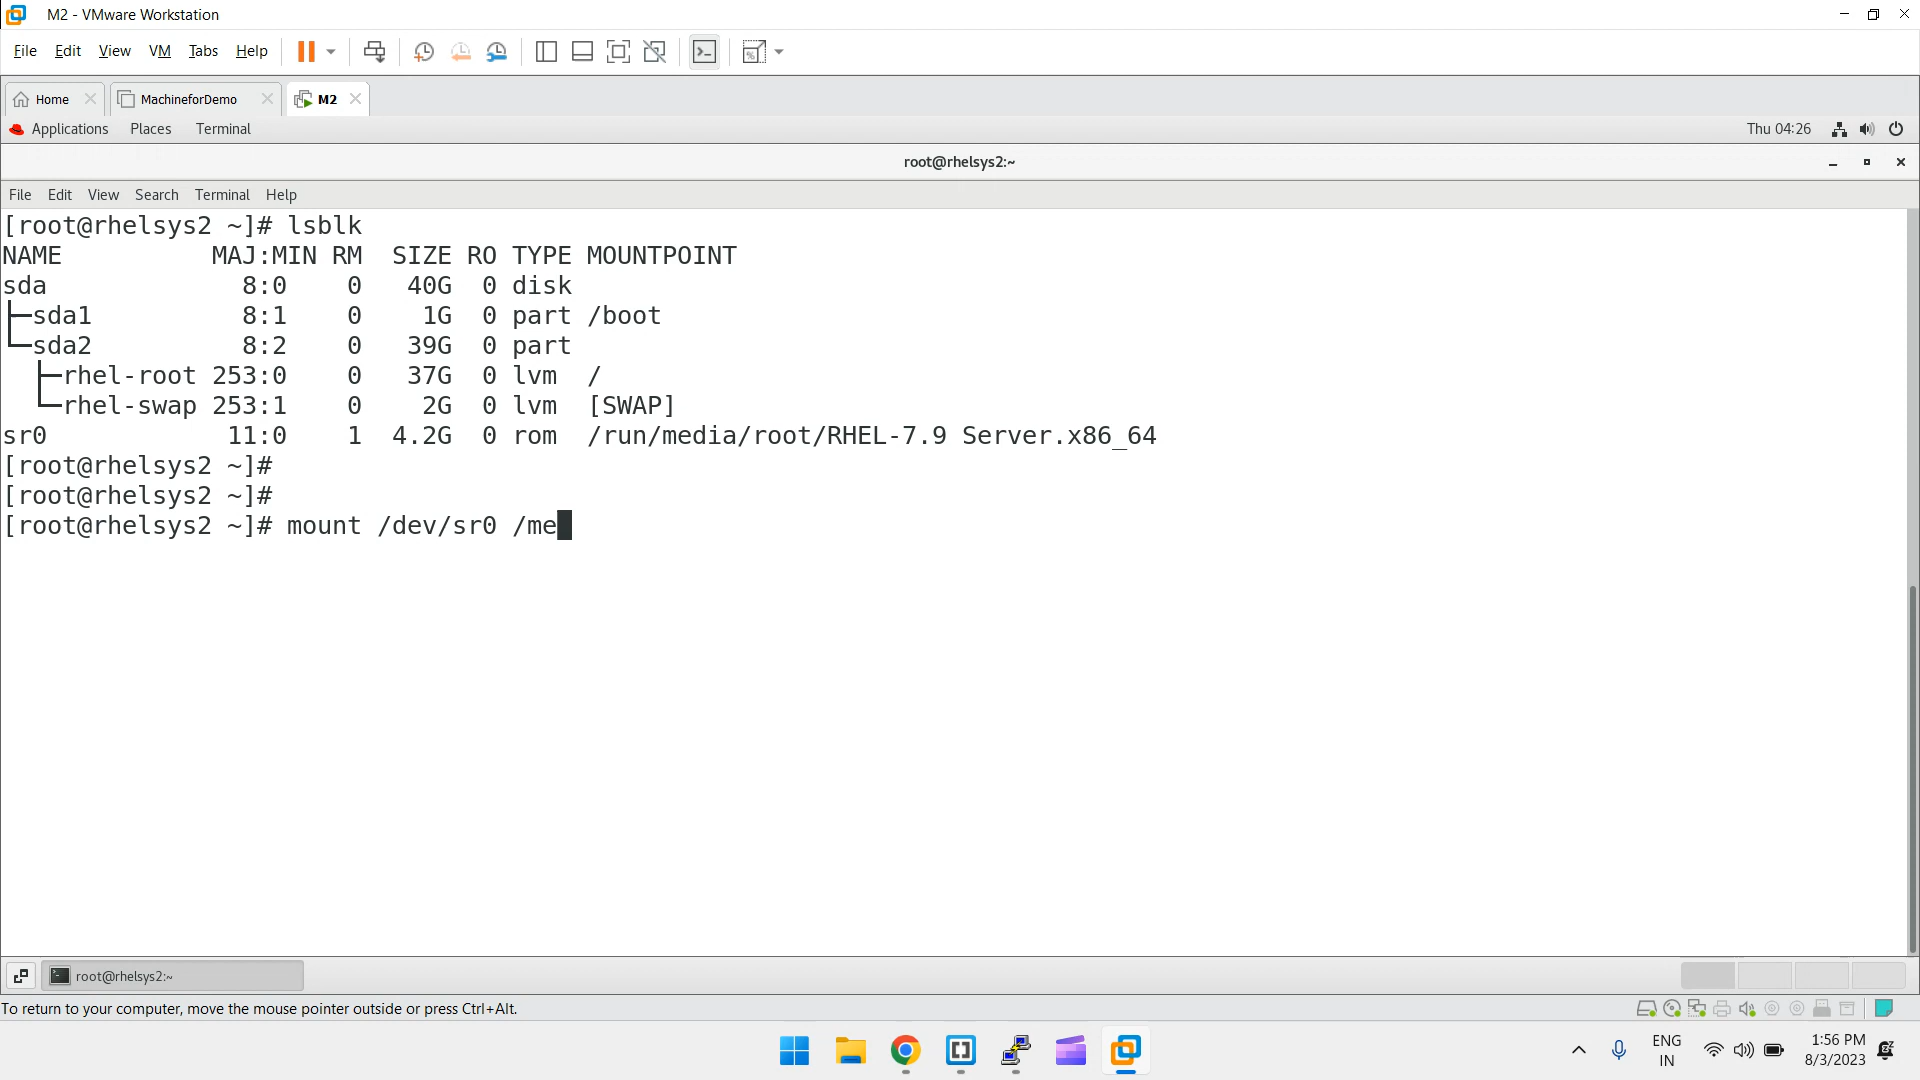 M2 - VMware Workstation
File Edit View VM Tabs Help
Home MachineforDemo M2
Applications Places Terminal Thu 04:26
root@rhelsys2:~
File Edit View Search Terminal Help
[root@rhelsys2 ~]# lsblk
NAME MAJ:MIN RM SIZE RO TYPE MOUNTPOINT
sda 8:0 0 40G 0 disk
├─sda1 8:1 0 1G 0 part /boot
└─sda2 8:2 0 39G 0 part
├─rhel-root 253:0 0 37G 0 lvm /
└─rhel-swap 253:1 0 2G 0 lvm [SWAP]
sr0 11:0 1 4.2G 0 rom /run/media/root/RHEL-7.9 Server.x86_64
[root@rhelsys2 ~]#
[root@rhelsys2 ~]#
[root@rhelsys2 ~]# mount /dev/sr0 /me
root@rhelsys2:~
To return to your computer, move the mouse pointer outside or press Ctrl+Alt.
ENG 1:56 PM
IN 8/3/2023